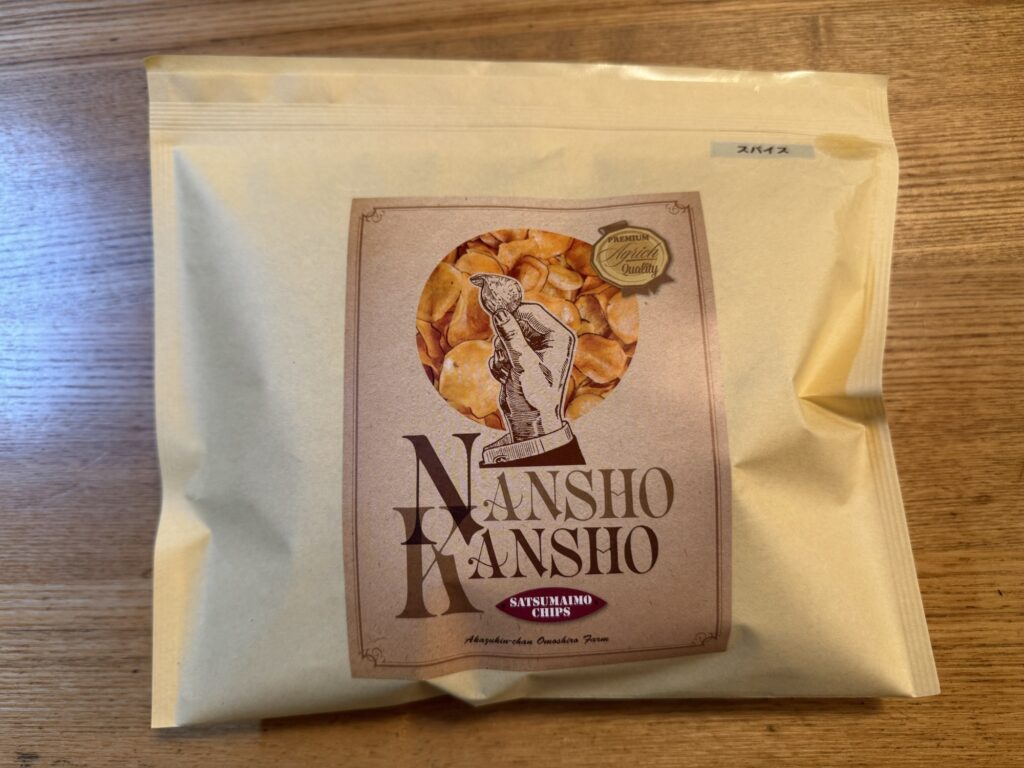 スパイス
PREMIUM
Agrich
Quality
NANSHO
KANSHO
SATSUMAIMO
CHIPS
Akazukin-chan Omoshiro Farm